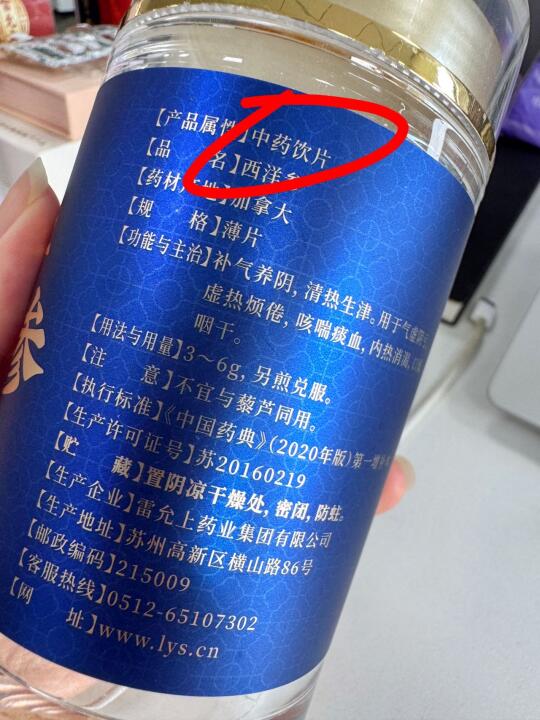 【产品属性】中药饮片
【品 名】西洋参
【药材产地】加拿大
【规 格】薄片
【功能与主治】补气养阴，清热生津。用于气虚阴
虚热烦倦，咳喘痰血，内热消渴，口
咽干。
【用法与用量】3～6g，另煎兑服。
【注 意】不宜与藜芦同用。
【执行标准】《中国药典》(2020年版)第一增补
【生产许可证号】苏20160219
【贮 藏】置阴凉干燥处，密闭，防蛀。
【生产企业】雷允上药业集团有限公司
【生产地址】苏州高新区横山路86号
【邮政编码】215009
【客服热线】0512-65107302
【网 址】www.lys.cn
参